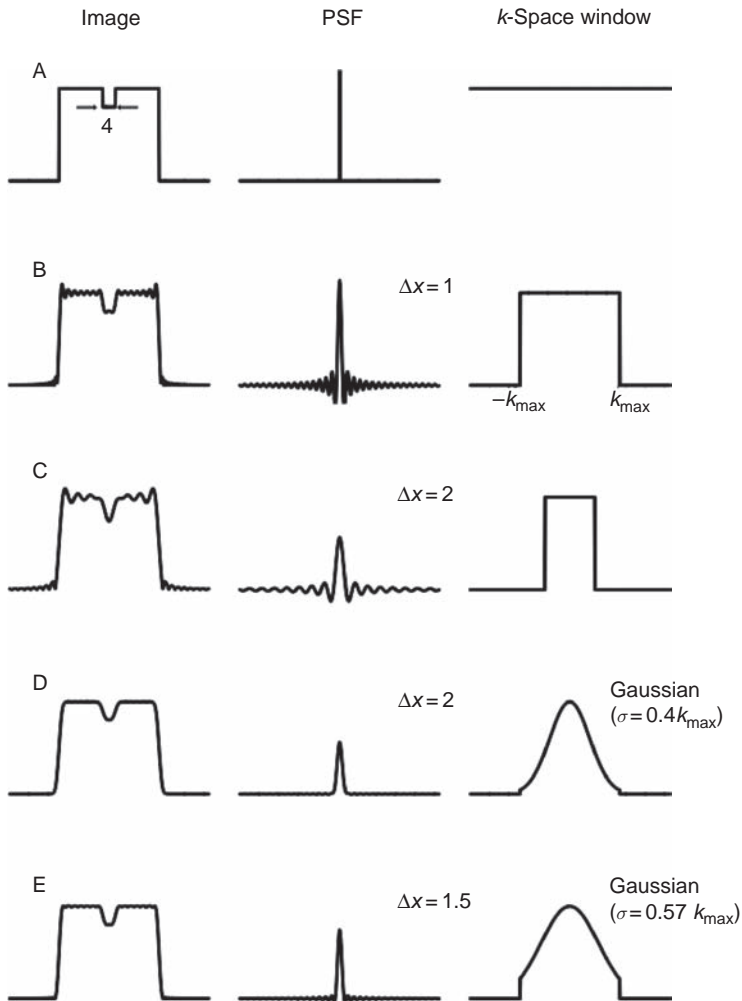 Image PSF k-Space window
A
4
B
Δx = 1
−kmax kmax
C
Δx = 2
D
Δx = 2
Gaussian
(σ = 0.4kmax)
E
Δx = 1.5
Gaussian
(σ = 0.57 kmax)